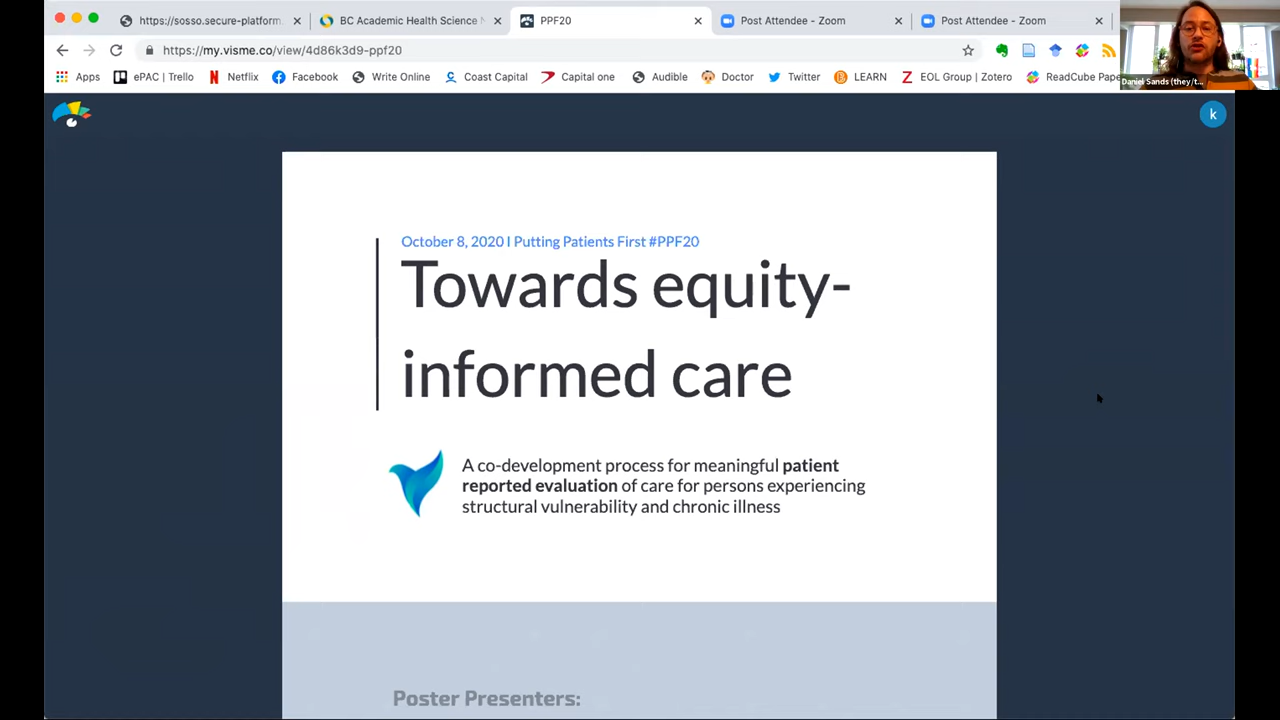 https://sosso.secure-platform.
BC Academic Health Science N
PPF20
Post Attendee - Zoom
Post Attendee - Zoom
https://my.visme.co/view/4d86k3d9-ppf20
Apps
ePAC | Trello
Netflix
Facebook
Write Online
Coast Capital
Capital one
Audible
Doctor
Twitter
LEARN
EOL Group | Zotero
ReadCube Pape
Daniel Sands (they/t...
k
October 8, 2020 I Putting Patients First #PPF20
Towards equity-
informed care
A co-development process for meaningful patient
reported evaluation of care for persons experiencing
structural vulnerability and chronic illness
Poster Presenters: